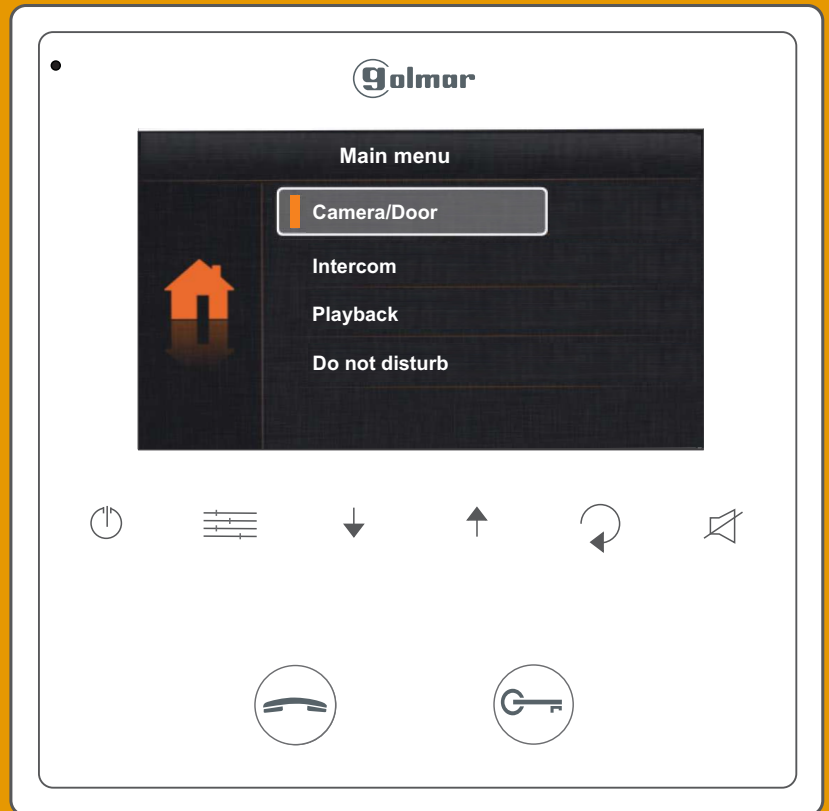 golmar
Main menu
Camera/Door
Intercom
Playback
Do not disturb